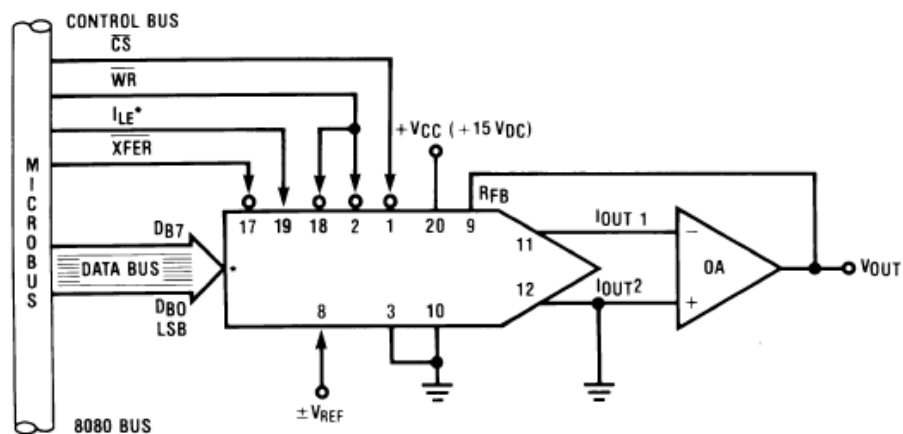 CONTROL BUS
CS
WR
ILE*
XFER
+VCC (+15 VDC)
RFB
17 19 18 2 1 20 9
MICROBUS
DB7
DATA BUS
DB0
LSB
*
11
IOUT 1
12
IOUT2
−
OA
+
VOUT
8 3 10
±VREF
8080 BUS